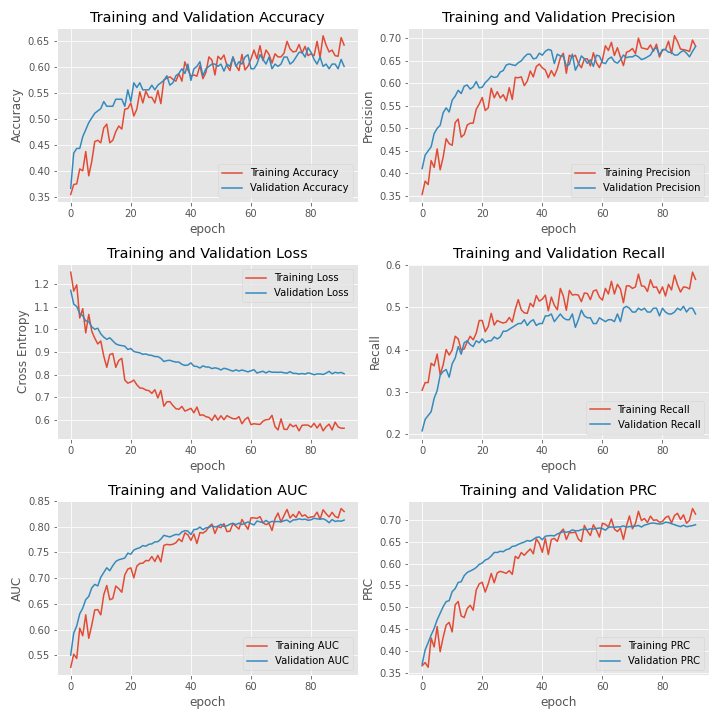 Training and Validation Accuracy
Accuracy
0.65
0.60
0.55
0.50
0.45
0.40
0.35
0 20 40 60 80
epoch
Training Accuracy
Validation Accuracy
Training and Validation Precision
Precision
0.70
0.65
0.60
0.55
0.50
0.45
0.40
0.35
0 20 40 60 80
epoch
Training Precision
Validation Precision
Training and Validation Loss
Cross Entropy
1.2
1.1
1.0
0.9
0.8
0.7
0.6
0 20 40 60 80
epoch
Training Loss
Validation Loss
Training and Validation Recall
Recall
0.6
0.5
0.4
0.3
0.2
0 20 40 60 80
epoch
Training Recall
Validation Recall
Training and Validation AUC
AUC
0.85
0.80
0.75
0.70
0.65
0.60
0.55
0 20 40 60 80
epoch
Training AUC
Validation AUC
Training and Validation PRC
PRC
0.70
0.65
0.60
0.55
0.50
0.45
0.40
0.35
0 20 40 60 80
epoch
Training PRC
Validation PRC